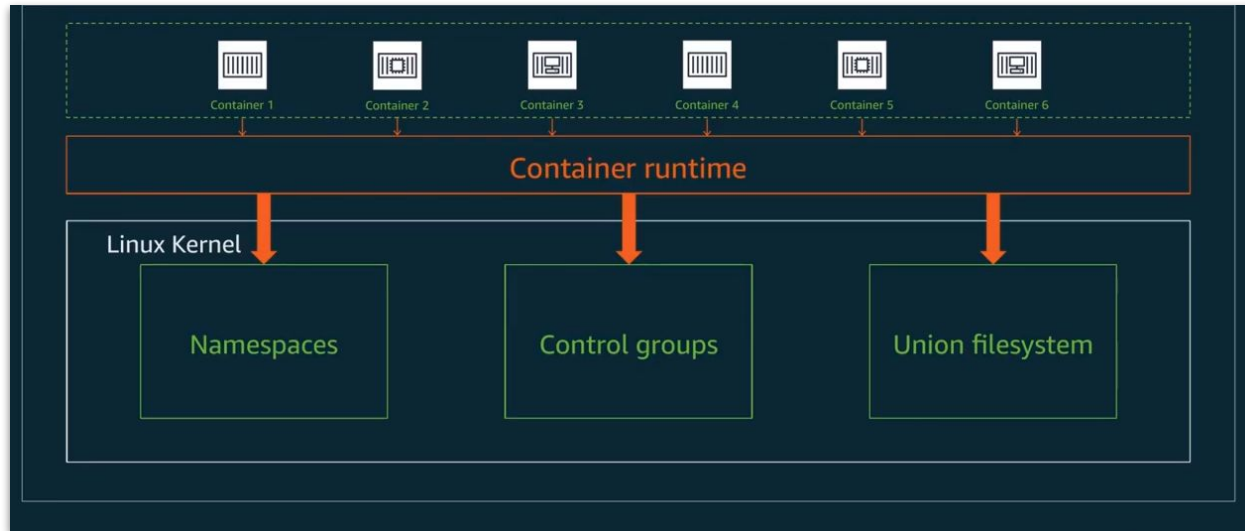 Container 1
Container 2
Container 3
Container 4
Container 5
Container 6
Container runtime
Linux Kernel
Namespaces
Control groups
Union filesystem